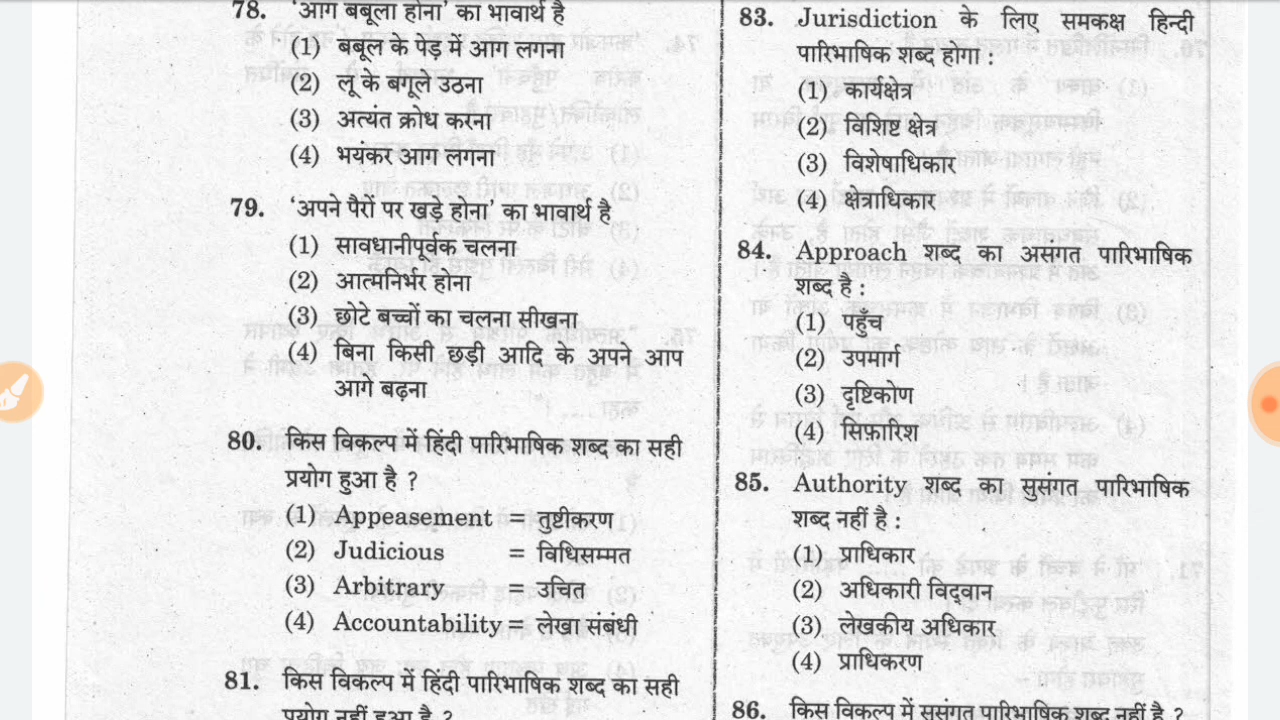 78. 'आग बबूला होना' का भावार्थ है
(1) बबूल के पेड़ में आग लगना
(2) लू के बगूले उठना
(3) अत्यंत क्रोध करना
(4) भयंकर आग लगना
79. 'अपने पैरों पर खड़े होना' का भावार्थ है
(1) सावधानीपूर्वक चलना
(2) आत्मनिर्भर होना
(3) छोटे बच्चों का चलना सीखना
(4) बिना किसी छड़ी आदि के अपने आप
आगे बढ़ना
80. किस विकल्प में हिंदी पारिभाषिक शब्द का सही
प्रयोग हुआ है ?
(1) Appeasement = तुष्टीकरण
(2) Judicious = विधिसम्मत
(3) Arbitrary = उचित
(4) Accountability = लेखा संबंधी
81. किस विकल्प में हिंदी पारिभाषिक शब्द का सही
प्रयोग नहीं हुआ है ?
83. Jurisdiction के लिए समकक्ष हिन्दी
पारिभाषिक शब्द होगा :
(1) कार्यक्षेत्र
(2) विशिष्ट क्षेत्र
(3) विशेषाधिकार
(4) क्षेत्राधिकार
84. Approach शब्द का असंगत पारिभाषिक
शब्द है :
(1) पहुँच
(2) उपमार्ग
(3) दृष्टिकोण
(4) सिफ़ारिश
85. Authority शब्द का सुसंगत पारिभाषिक
शब्द नहीं है :
(1) प्राधिकार
(2) अधिकारी विद्वान
(3) लेखकीय अधिकार
(4) प्राधिकरण
86. किस विकल्प में सुसंगत पारिभाषिक शब्द नहीं है ?